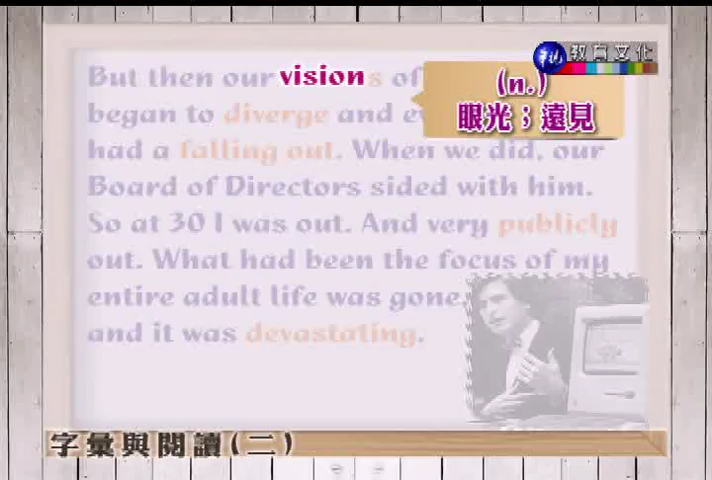 教育文化
But then our visions of
(n.)
眼光；遠見
began to diverge and e
had a falling out. When we did, our
Board of Directors sided with him.
So at 30 I was out. And very publicly
out. What had been the focus of my
entire adult life was gone,
and it was devastating.
字彙與閱讀(二)